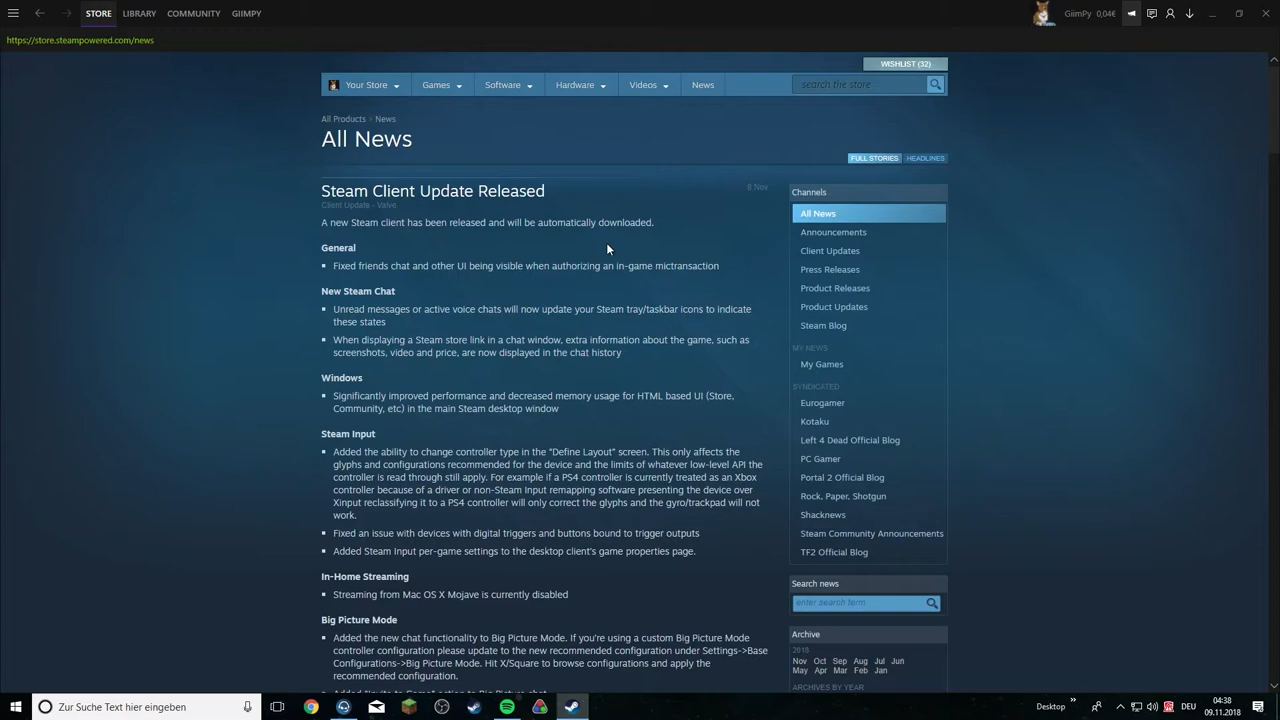 STORE LIBRARY COMMUNITY GIIMPY
GiimPy 0,04€
https://store.steampowered.com/news
WISHLIST (32)
Your Store Games Software Hardware Videos News
search the store
All Products › News
All News
FULL STORIES HEADLINES
Steam Client Update Released
8 Nov
Client Update - Valve
A new Steam client has been released and will be automatically downloaded.
General
Fixed friends chat and other UI being visible when authorizing an in-game mictransaction
New Steam Chat
Unread messages or active voice chats will now update your Steam tray/taskbar icons to indicate
these states
When displaying a Steam store link in a chat window, extra information about the game, such as
screenshots, video and price, are now displayed in the chat history
Windows
Significantly improved performance and decreased memory usage for HTML based UI (Store,
Community, etc) in the main Steam desktop window
Steam Input
Added the ability to change controller type in the "Define Layout" screen. This only affects the
glyphs and configurations recommended for the device and the limits of whatever low-level API the
controller is read through still apply. For example if a PS4 controller is currently treated as an Xbox
controller because of a driver or non-Steam Input remapping software presenting the device over
Xinput reclassifying it to a PS4 controller will only correct the glyphs and the gyro/trackpad will not
work.
Fixed an issue with devices with digital triggers and buttons bound to trigger outputs
Added Steam Input per-game settings to the desktop client's game properties page.
In-Home Streaming
Streaming from Mac OS X Mojave is currently disabled
Big Picture Mode
Added the new chat functionality to Big Picture Mode. If you're using a custom Big Picture Mode
controller configuration please update to the new recommended configuration under Settings->Base
Configurations->Big Picture Mode. Hit X/Square to browse configurations and apply the
recommended configuration.
Channels
All News
Announcements
Client Updates
Press Releases
Product Releases
Product Updates
Steam Blog
MY NEWS
My Games
SYNDICATED
Eurogamer
Kotaku
Left 4 Dead Official Blog
PC Gamer
Portal 2 Official Blog
Rock, Paper, Shotgun
Shacknews
Steam Community Announcements
TF2 Official Blog
Search news
enter search term
Archive
2018
Nov Oct Sep Aug Jul Jun
May Apr Mar Feb Jan
ARCHIVES BY YEAR
Zur Suche Text hier eingeben
Desktop
04:38
09.11.2018